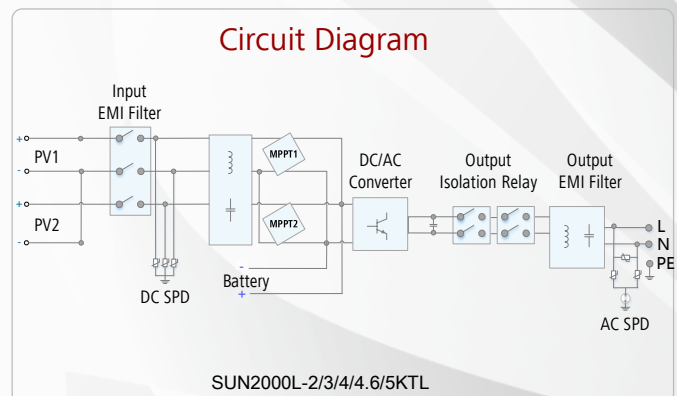 Circuit Diagram
Input
EMI Filter
+
PV1
-
+
PV2
-
DC SPD
MPPT1
MPPT2
-
Battery
+
DC/AC
Converter
Output
Isolation Relay
Output
EMI Filter
L
N
PE
AC SPD
SUN2000L-2/3/4/4.6/5KTL